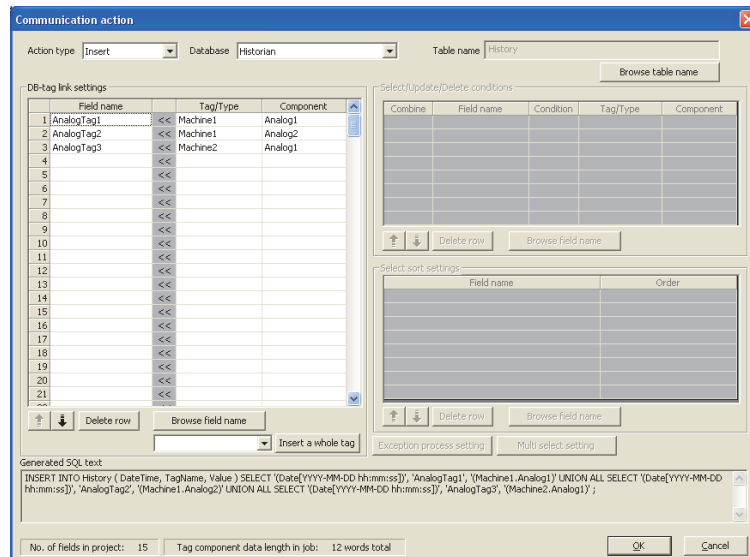 Communication action
Action type Insert Database Historian Table name History
Browse table name
DB-tag link settings
Field name Tag/Type Component
1 AnalogTag1 << Machine1 Analog1
2 AnalogTag2 << Machine1 Analog2
3 AnalogTag3 << Machine2 Analog1
4 <<
5 <<
6 <<
7 <<
8 <<
9 <<
10 <<
11 <<
12 <<
13 <<
14 <<
15 <<
16 <<
17 <<
18 <<
19 <<
20 <<
21 <<
Delete row Browse field name
Insert a whole tag
Select/Update/Delete conditions
Combine Field name Condition Tag/Type Component
Delete row Browse field name
Select sort settings
Field name Order
Delete row Browse field name
Exception process setting Multi select setting
Generated SQL text
INSERT INTO History ( DateTime, TagName, Value ) SELECT '(Date[YYYY-MM-DD hh:mm:ss])', 'AnalogTag1', '(Machine1.Analog1)' UNION ALL SELECT '(Date[YYYY-MM-DD
hh:mm:ss])', 'AnalogTag2', '(Machine1.Analog2)' UNION ALL SELECT '(Date[YYYY-MM-DD hh:mm:ss])', 'AnalogTag3', '(Machine2.Analog1)' ;
No. of fields in project: 15 Tag component data length in job: 12 words total
OK Cancel